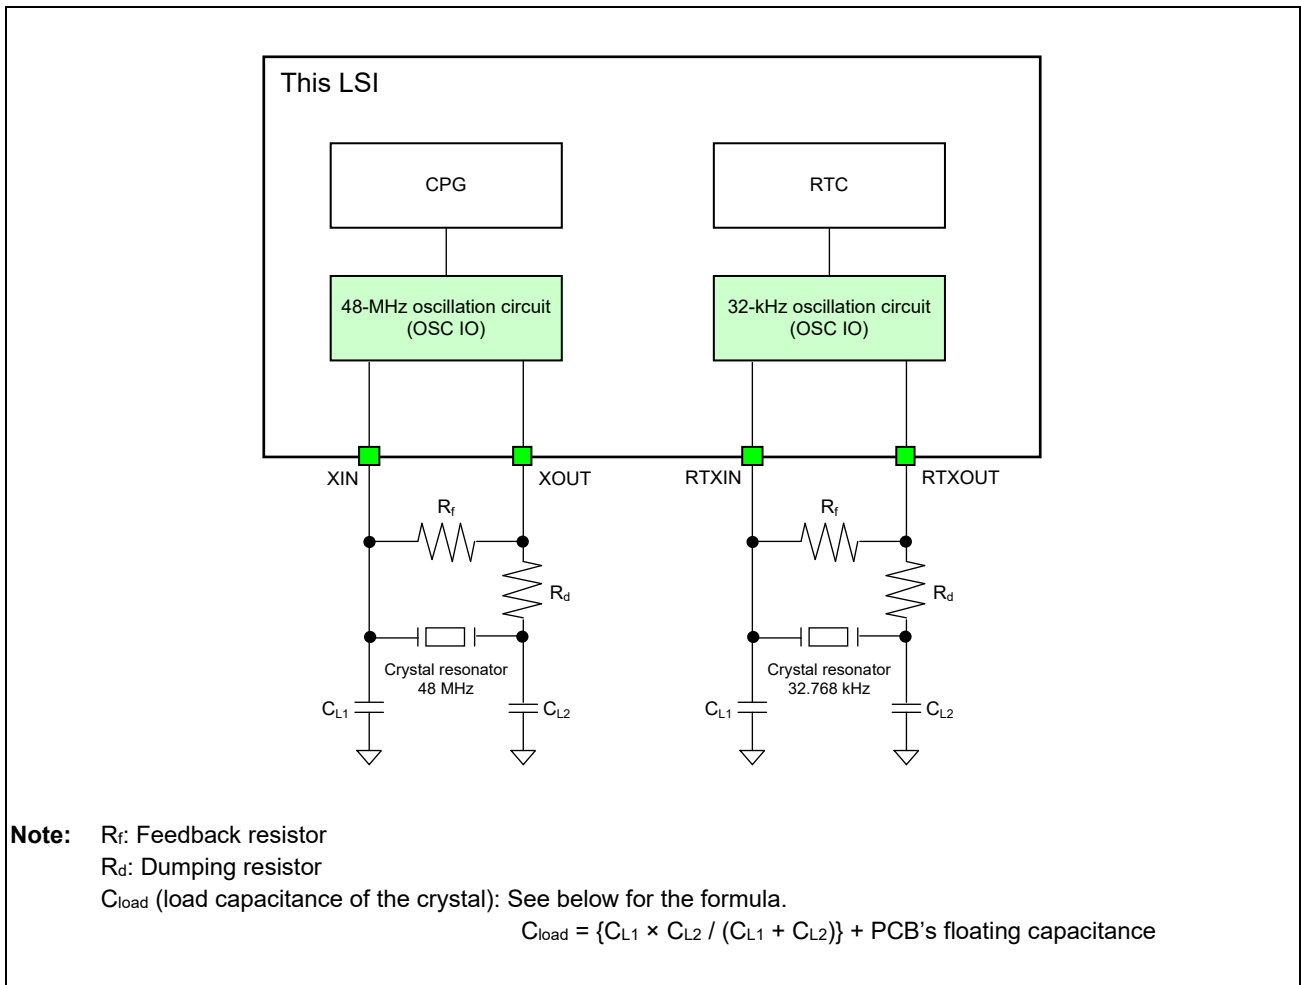 This LSI
CPG
RTC
48-MHz oscillation circuit
(OSC IO)
32-kHz oscillation circuit
(OSC IO)
XIN
XOUT
RTXIN
RTXOUT
Rf
Rf
Rd
Rd
Crystal resonator
48 MHz
Crystal resonator
32.768 kHz
CL1
CL2
CL1
CL2
Note: Rf: Feedback resistor
Rd: Dumping resistor
Cload (load capacitance of the crystal): See below for the formula.
Cload = {CL1 × CL2 / (CL1 + CL2)} + PCB’s floating capacitance